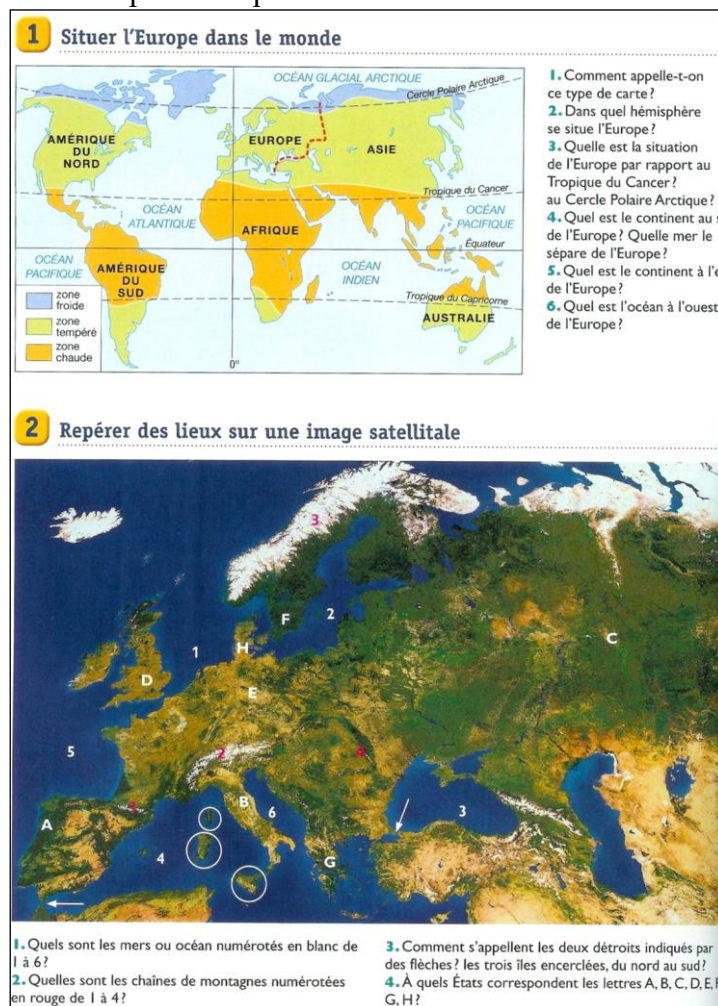 1 Situer l'Europe dans le monde
OCÉAN GLACIAL ARCTIQUE
Cercle Polaire Arctique
AMÉRIQUE
DU
NORD
EUROPE
ASIE
Tropique du Cancer
OCÉAN
ATLANTIQUE
OCÉAN
PACIFIQUE
AFRIQUE
Équateur
OCÉAN
PACIFIQUE
AMÉRIQUE
DU
SUD
OCÉAN
INDIEN
Tropique du Capricorne
AUSTRALIE
zone
froide
zone
tempéré
zone
chaude
0°
1. Comment appelle-t-on
ce type de carte ?
2. Dans quel hémisphère
se situe l'Europe ?
3. Quelle est la situation
de l'Europe par rapport au
Tropique du Cancer ?
au Cercle Polaire Arctique ?
4. Quel est le continent au
de l'Europe ? Quelle mer le
sépare de l'Europe ?
5. Quel est le continent à
de l'Europe ?
6. Quel est l'océan à l'ouest
de l'Europe ?
2 Repérer des lieux sur une image satellitale
3
F
2
1
H
C
D
E
5
2
4
1
B
6
3
A
4
G
1. Quels sont les mers ou océan numérotés en blanc de
1 à 6 ?
2. Quelles sont les chaînes de montagnes numérotées
en rouge de 1 à 4 ?
3. Comment s'appellent les deux détroits indiqués par
des flèches ? les trois îles encerclées, du nord au sud ?
4. À quels États correspondent les lettres A, B, C, D, E,
G, H ?